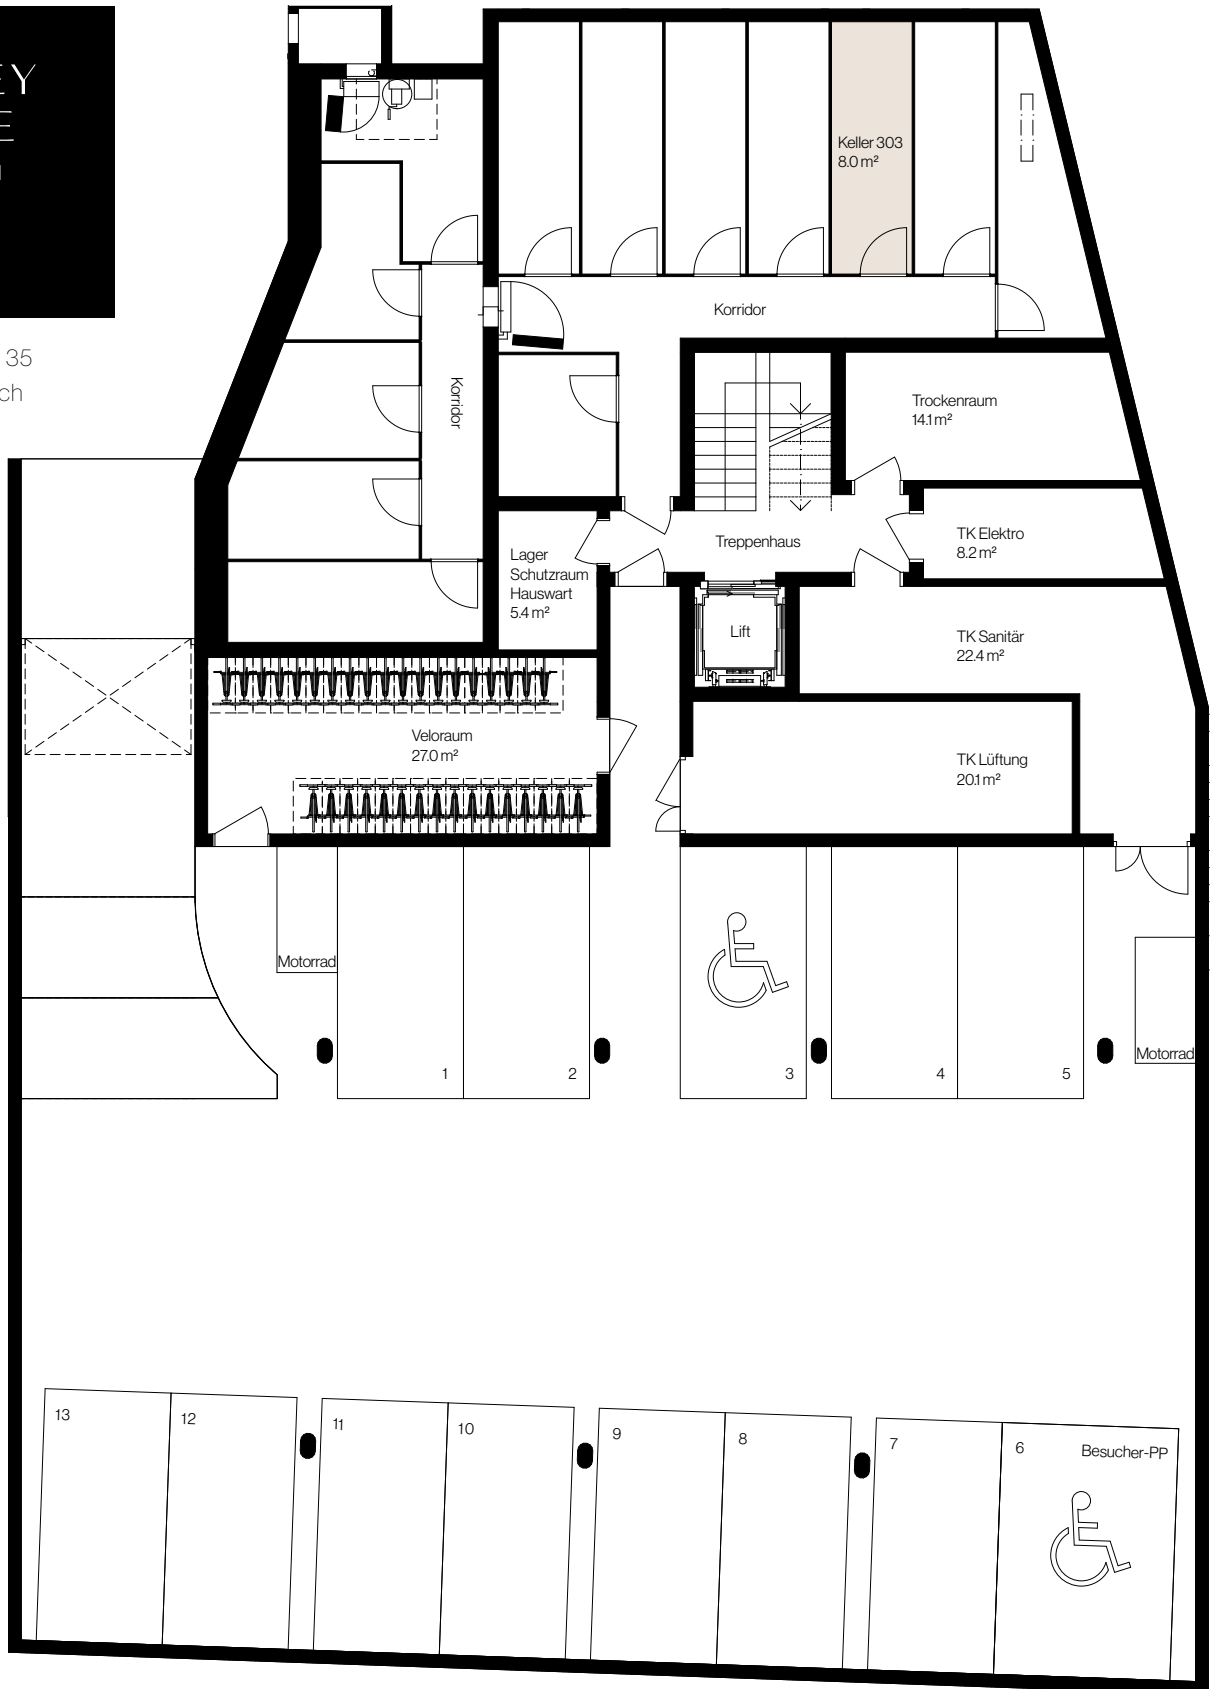 EY
E
35
ch
Keller 303
8.0 m²
Korridor
Korridor
Trockenraum
14.1 m²
TK Elektro
8.2 m²
Treppenhaus
Lager
Schutzraum
Hauswart
5.4 m²
Lift
TK Sanitär
22.4 m²
Veloraum
27.0 m²
TK Lüftung
20.1 m²
Motorrad
Motorrad
1
2
3
4
5
13
12
11
10
9
8
7
6
Besucher-PP